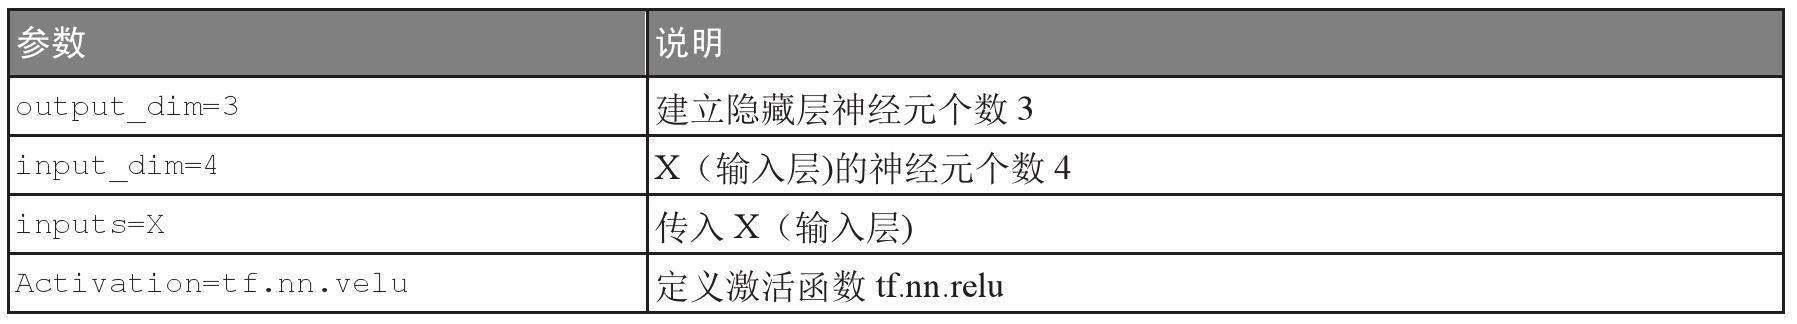 参数 说明
output_dim=3 建立隐藏层神经元个数 3
input_dim=4 X（输入层)的神经元个数 4
inputs=X 传入 X（输入层)
Activation=tf.nn.velu 定义激活函数 tf.nn.relu